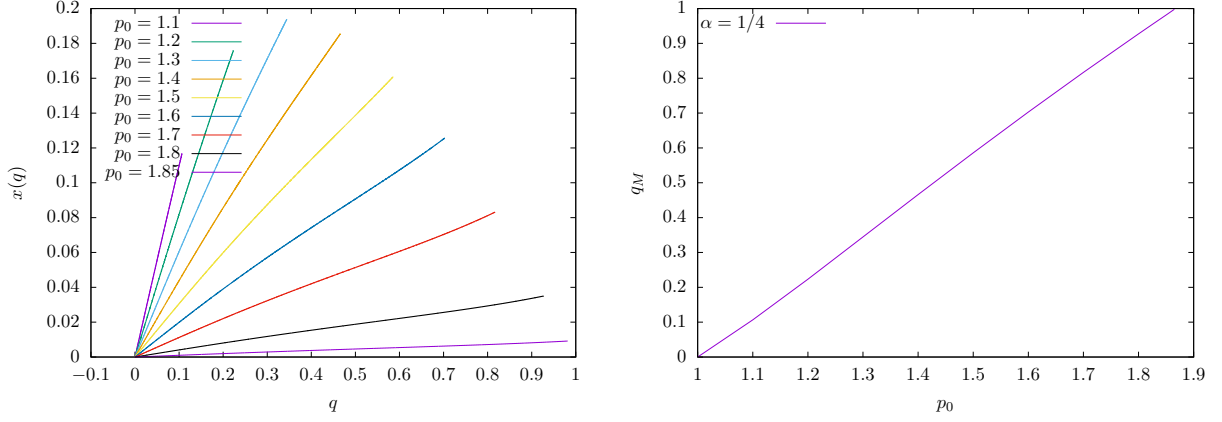 0.2
0.18
0.16
0.14
0.12
0.1
0.08
0.06
0.04
0.02
0
x(q)
p₀ = 1.1
p₀ = 1.2
p₀ = 1.3
p₀ = 1.4
p₀ = 1.5
p₀ = 1.6
p₀ = 1.7
p₀ = 1.8
p₀ = 1.85
−0.1 0 0.1 0.2 0.3 0.4 0.5 0.6 0.7 0.8 0.9 1
q
1
0.9
0.8
0.7
0.6
0.5
0.4
0.3
0.2
0.1
0
q_M
α = 1/4
1 1.1 1.2 1.3 1.4 1.5 1.6 1.7 1.8 1.9
p₀